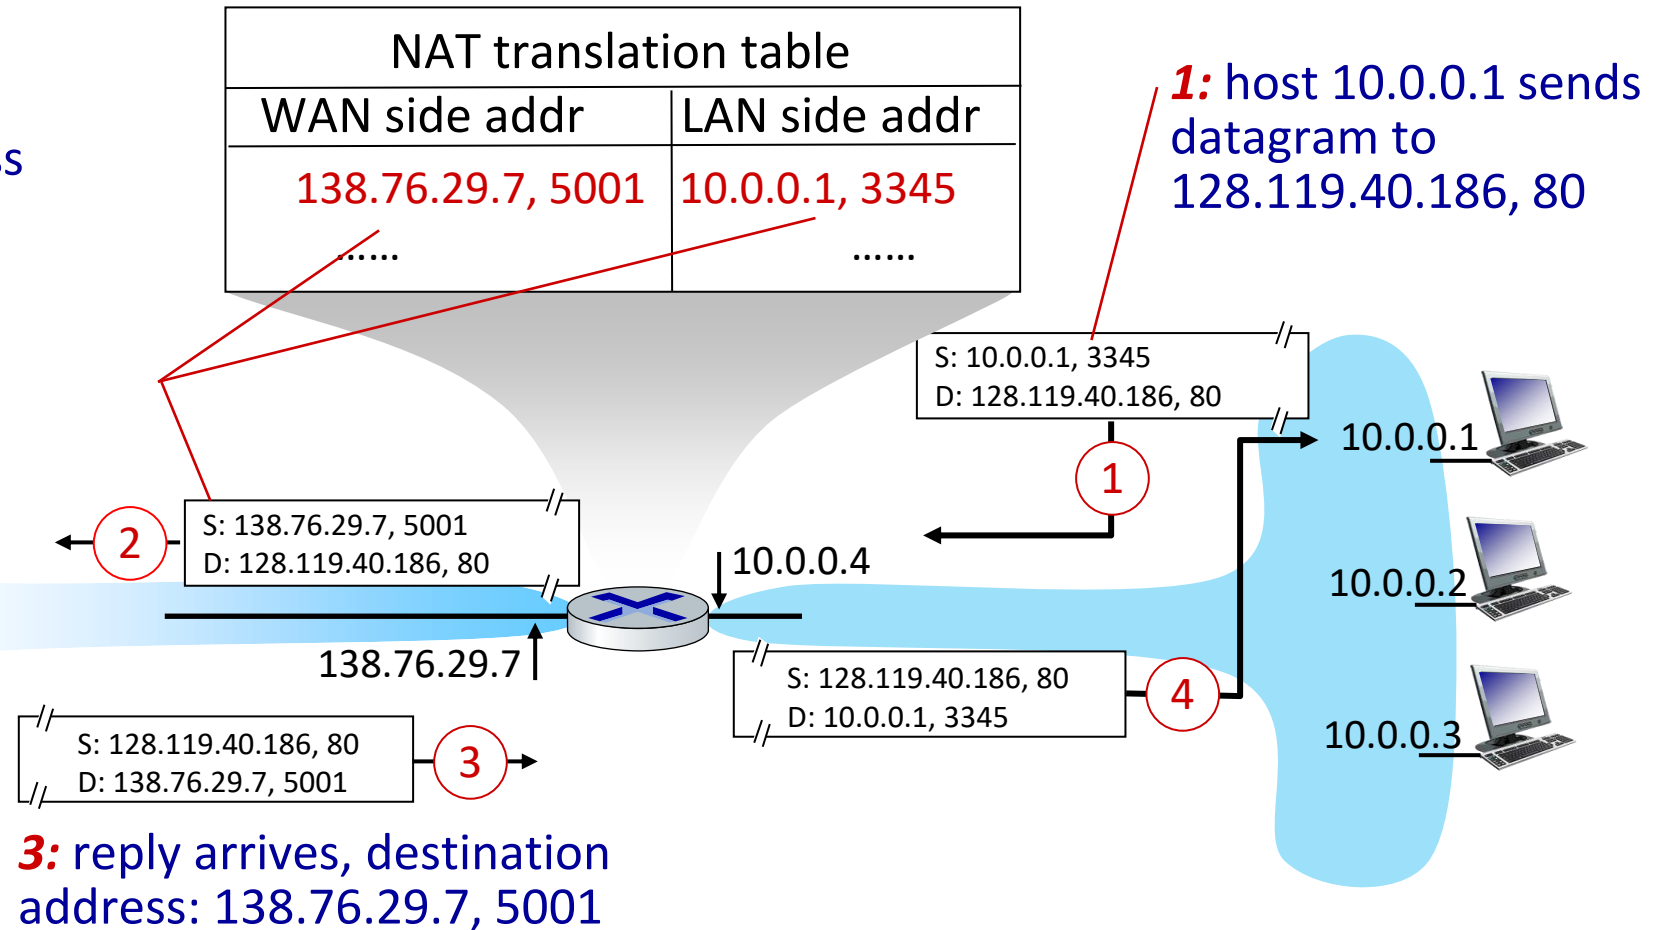 NAT translation table
WAN side addr LAN side addr
138.76.29.7, 5001 10.0.0.1, 3345
...... ......
1: host 10.0.0.1 sends
datagram to
128.119.40.186, 80
S: 10.0.0.1, 3345
D: 128.119.40.186, 80
1
10.0.0.1
2
S: 138.76.29.7, 5001
D: 128.119.40.186, 80
10.0.0.4
10.0.0.2
138.76.29.7
S: 128.119.40.186, 80
D: 10.0.0.1, 3345
4
10.0.0.3
S: 128.119.40.186, 80
D: 138.76.29.7, 5001
3
3: reply arrives, destination
address: 138.76.29.7, 5001